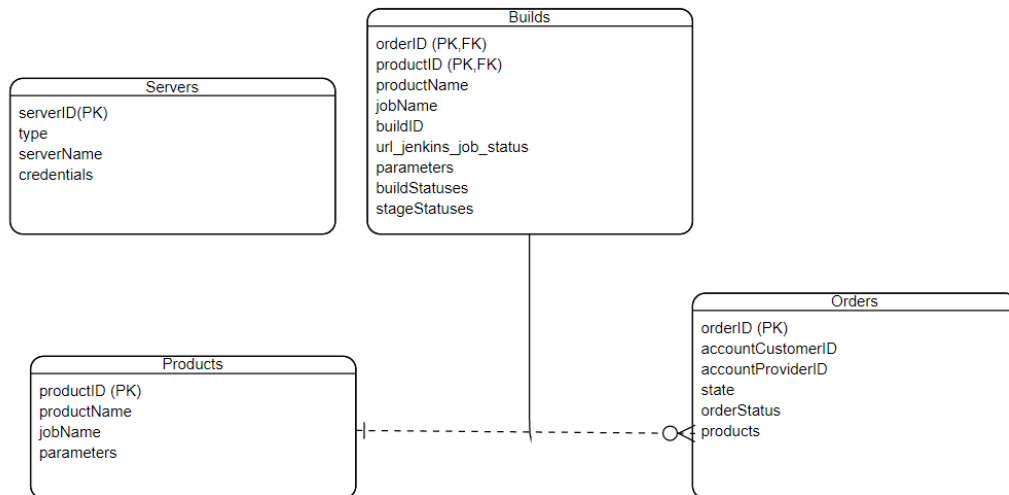 Builds
orderID (PK,FK)
productID (PK,FK)
productName
jobName
buildID
url_jenkins_job_status
parameters
buildStatuses
stageStatuses
Servers
serverID(PK)
type
serverName
credentials
Orders
orderID (PK)
accountCustomerID
accountProviderID
state
orderStatus
products
Products
productID (PK)
productName
jobName
parameters